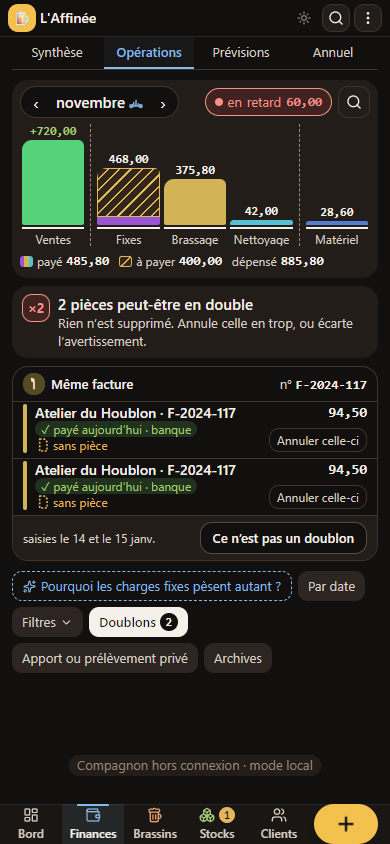 L'Affinée
Synthèse
Opérations
Prévisions
Annuel
‹ novembre ›
en retard 60,00
+720,00
468,00
375,80
42,00
28,60
Ventes
Fixes
Brassage
Nettoyage
Matériel
payé 485,80
à payer 400,00
dépensé 885,80
×2
2 pièces peut-être en double
Rien n'est supprimé. Annule celle en trop, ou écarte
l'avertissement.
Même facture
n° F-2024-117
Atelier du Houblon · F-2024-117
94,50
✓ payé aujourd'hui · banque
sans pièce
Annuler celle-ci
Atelier du Houblon · F-2024-117
94,50
✓ payé aujourd'hui · banque
sans pièce
Annuler celle-ci
saisies le 14 et le 15 janv.
Ce n'est pas un doublon
Pourquoi les charges fixes pèsent autant ?
Par date
Filtres
Doublons 2
Apport ou prélèvement privé
Archives
Compagnon hors connexion · mode local
Bord
Finances
Brassins
Stocks
1
Clients
+